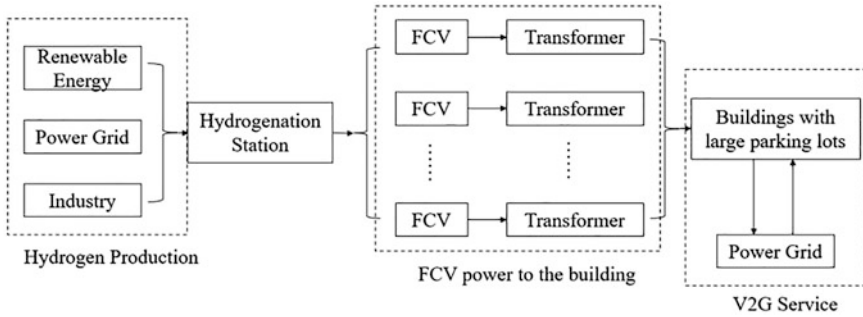 Renewable
Energy
Power Grid
Industry
Hydrogen Production
Hydrogenation
Station
FCV
Transformer
FCV
Transformer
FCV
Transformer
FCV power to the building
Buildings with
large parking lots
Power Grid
V2G Service